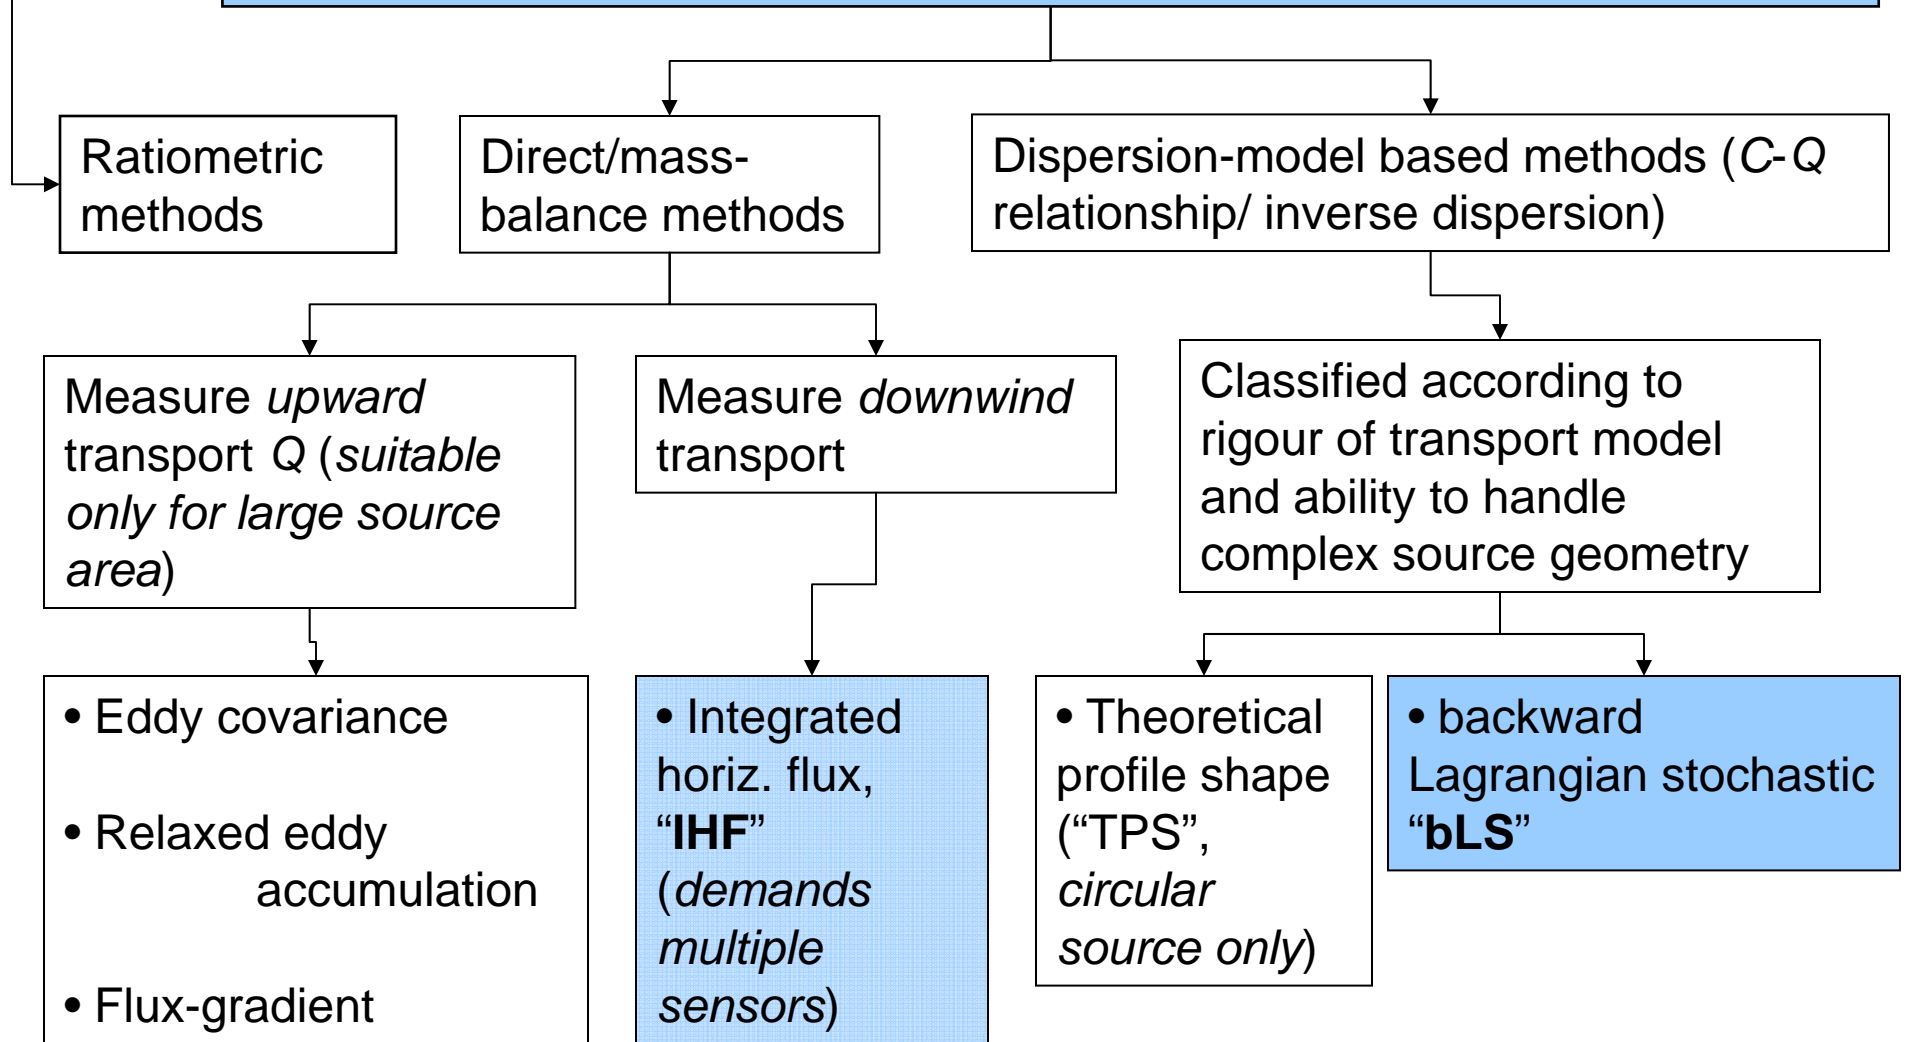 Ratiometric
methods
Direct/mass-
balance methods
Dispersion-model based methods (C-Q
relationship/ inverse dispersion)
Measure upward
transport Q (suitable
only for large source
area)
Measure downwind
transport
Classified according to
rigour of transport model
and ability to handle
complex source geometry
• Eddy covariance
• Relaxed eddy
accumulation
• Flux-gradient
• Integrated
horiz. flux,
“IHF”
(demands
multiple
sensors)
• Theoretical
profile shape
(“TPS”,
circular
source only)
• backward
Lagrangian stochastic
“bLS”